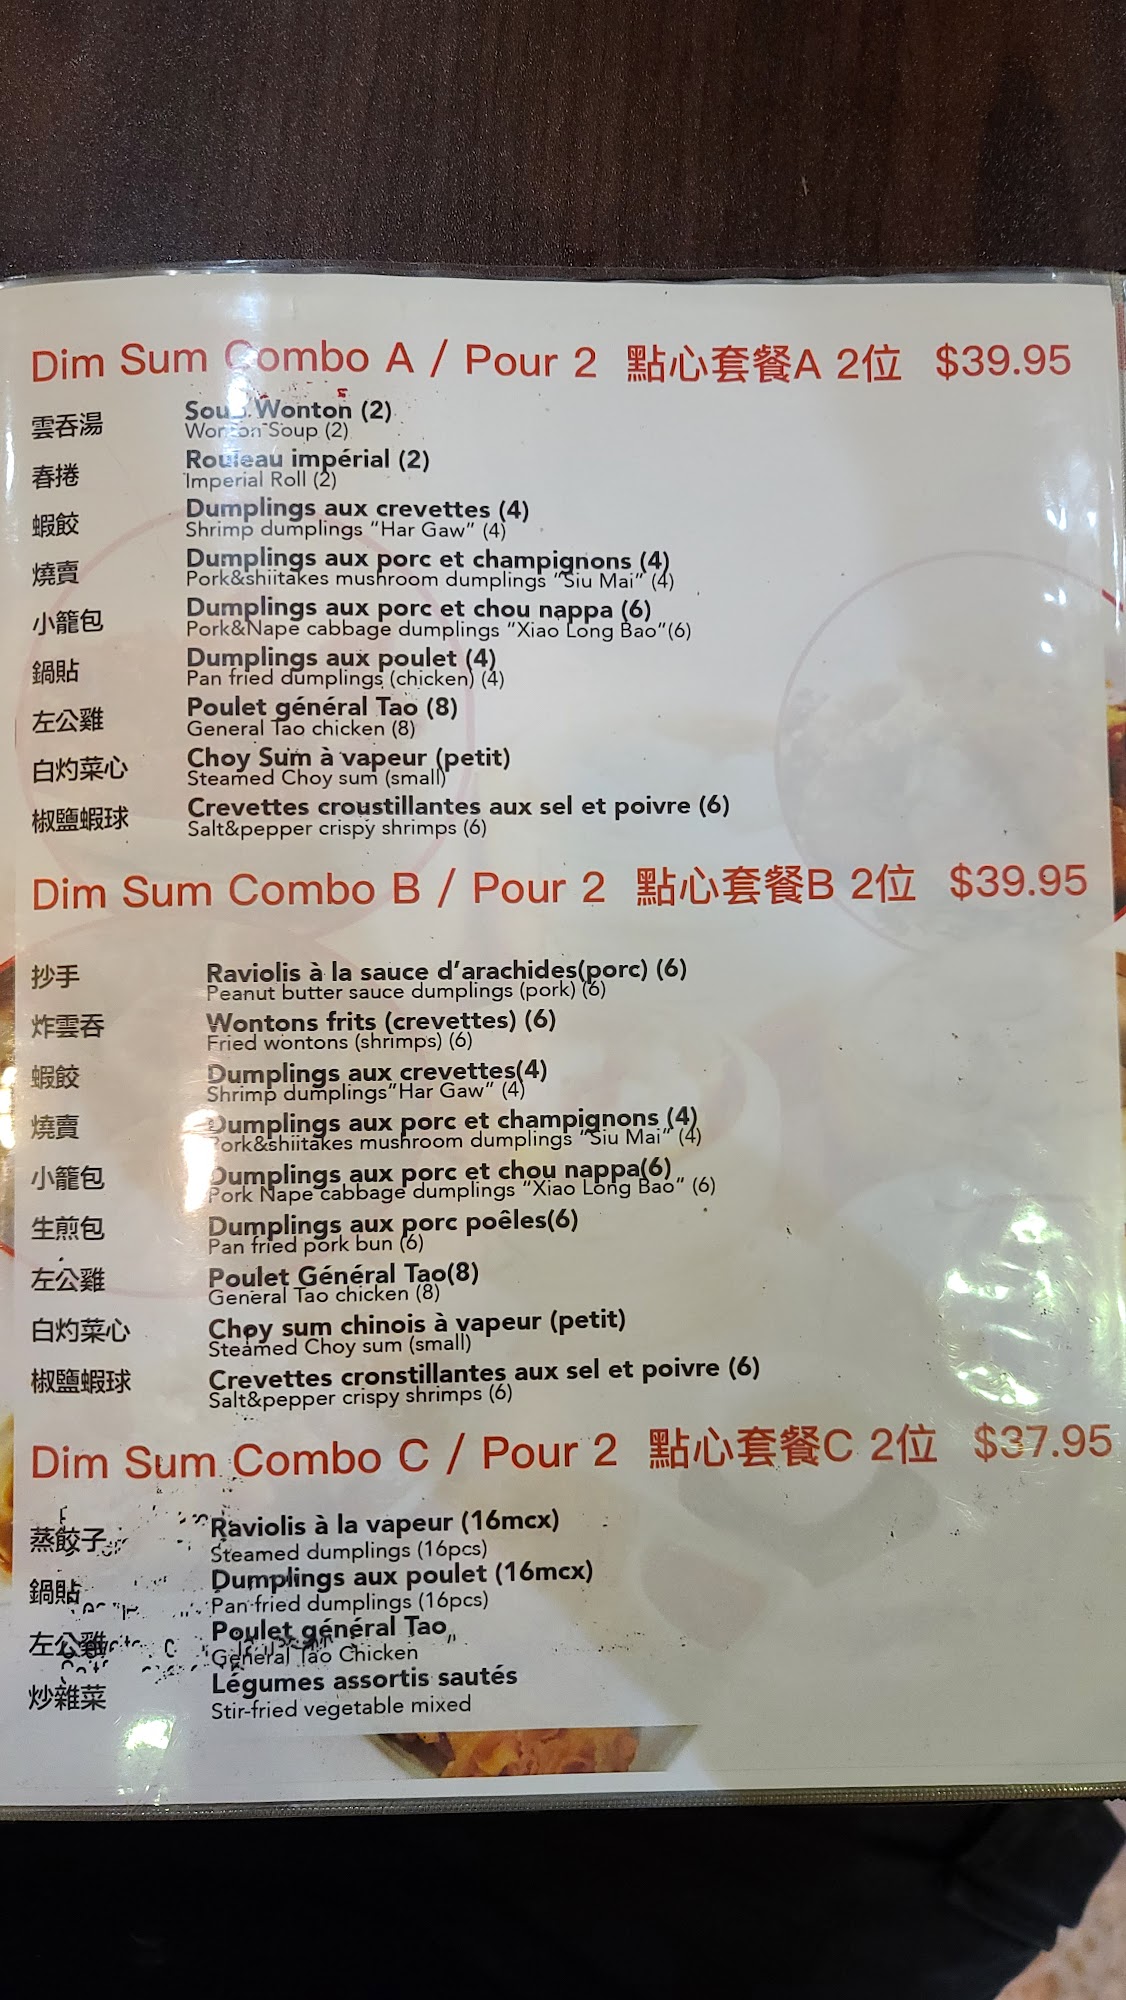 Dim Sum Combo A / Pour 2 點心套餐A 2位 $39.95
雲吞湯 Soup Wonton (2)
Wonton Soup (2)
春捲 Rouleau impérial (2)
Imperial Roll (2)
蝦餃 Dumplings aux crevettes (4)
Shrimp dumplings "Har Gaw" (4)
燒賣 Dumplings aux porc et champignons (4)
Pork&shiitakes mushroom dumplings "Siu Mai" (4)
小籠包 Dumplings aux porc et chou nappa (6)
Pork&Nape cabbage dumplings "Xiao Long Bao"(6)
鍋貼 Dumplings aux poulet (4)
Pan fried dumplings (chicken) (4)
左公雞 Poulet général Tao (8)
General Tao chicken (8)
白灼菜心 Choy Sum à vapeur (petit)
Steamed Choy sum (small)
椒鹽蝦球 Crevettes croustillantes aux sel et poivre (6)
Salt&pepper crispy shrimps (6)
Dim Sum Combo B / Pour 2 點心套餐B 2位 $39.95
抄手 Raviolis à la sauce d'arachides(porc) (6)
Peanut butter sauce dumplings (pork) (6)
炸雲吞 Wontons frits (crevettes) (6)
Fried wontons (shrimps) (6)
蝦餃 Dumplings aux crevettes(4)
Shrimp dumplings"Har Gaw" (4)
燒賣 Dumplings aux porc et champignons (4)
Pork&shiitakes mushroom dumplings "Siu Mai" (4)
小籠包 Dumplings aux porc et chou nappa(6)
Pork Nape cabbage dumplings "Xiao Long Bao" (6)
生煎包 Dumplings aux porc poêles(6)
Pan fried pork bun (6)
左公雞 Poulet Général Tao(8)
General Tao chicken (8)
白灼菜心 Choy sum chinois à vapeur (petit)
Steamed Choy sum (small)
椒鹽蝦球 Crevettes cronstillantes aux sel et poivre (6)
Salt&pepper crispy shrimps (6)
Dim Sum Combo C / Pour 2 點心套餐C 2位 $37.95
蒸餃子 Raviolis à la vapeur (16mcx)
Steamed dumplings (16pcs)
鍋貼 Dumplings aux poulet (16mcx)
Pan fried dumplings (16pcs)
左公雞 Poulet général Tao
General Tao Chicken
炒雜菜 Légumes assortis sautés
Stir-fried vegetable mixed